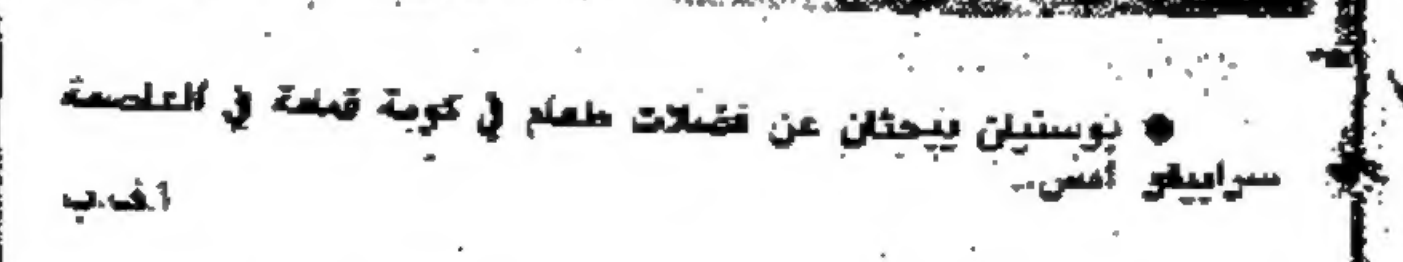 ● بوسنيان يبحثان عن فضلات طعام في كومة قمامة في العاصمة
سراييفو أمس..
أ.ف.ب